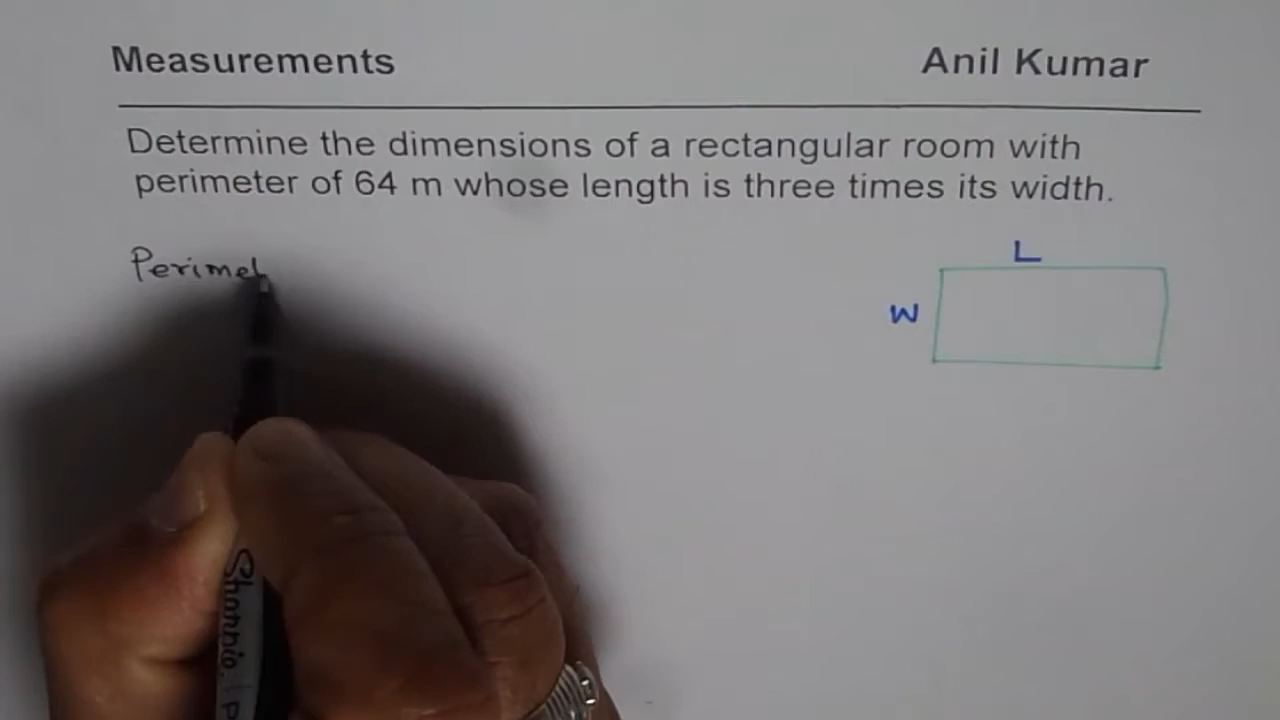 Measurements Anil Kumar
Determine the dimensions of a rectangular room with
perimeter of 64 m whose length is three times its width.
Perimet
L
W
Sharpie.